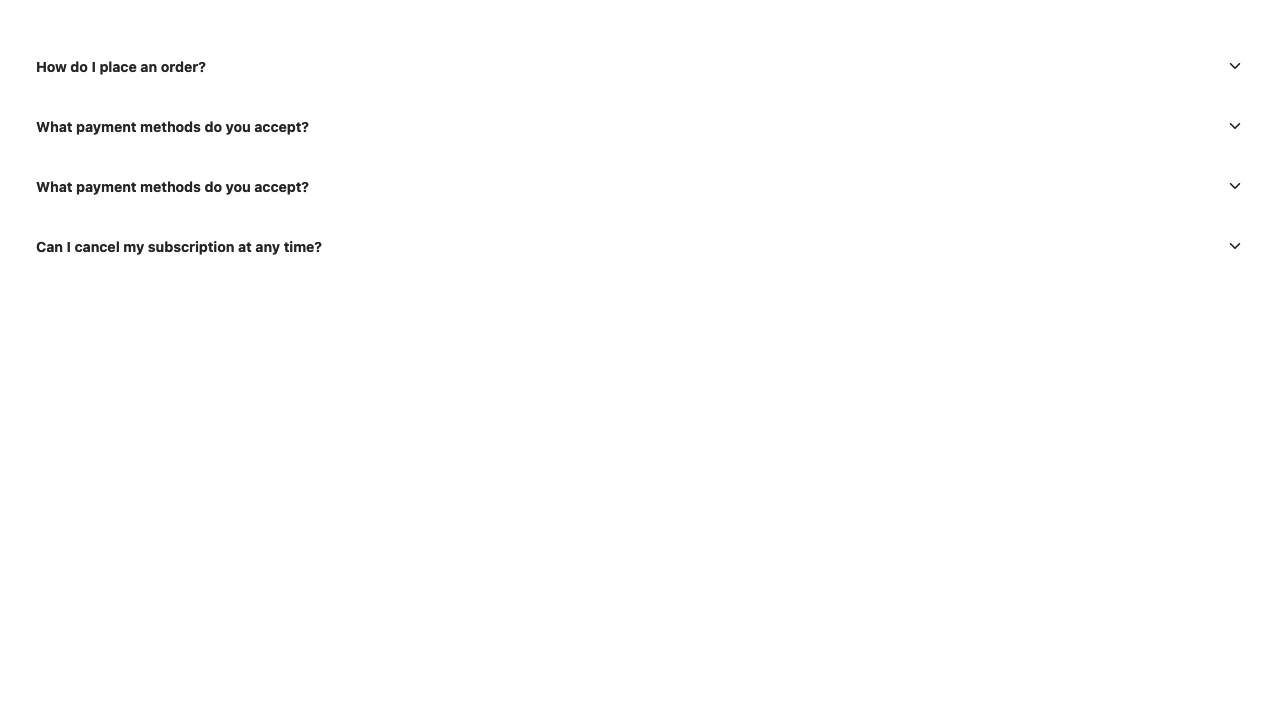 How do I place an order?
What payment methods do you accept?
What payment methods do you accept?
Can I cancel my subscription at any time?